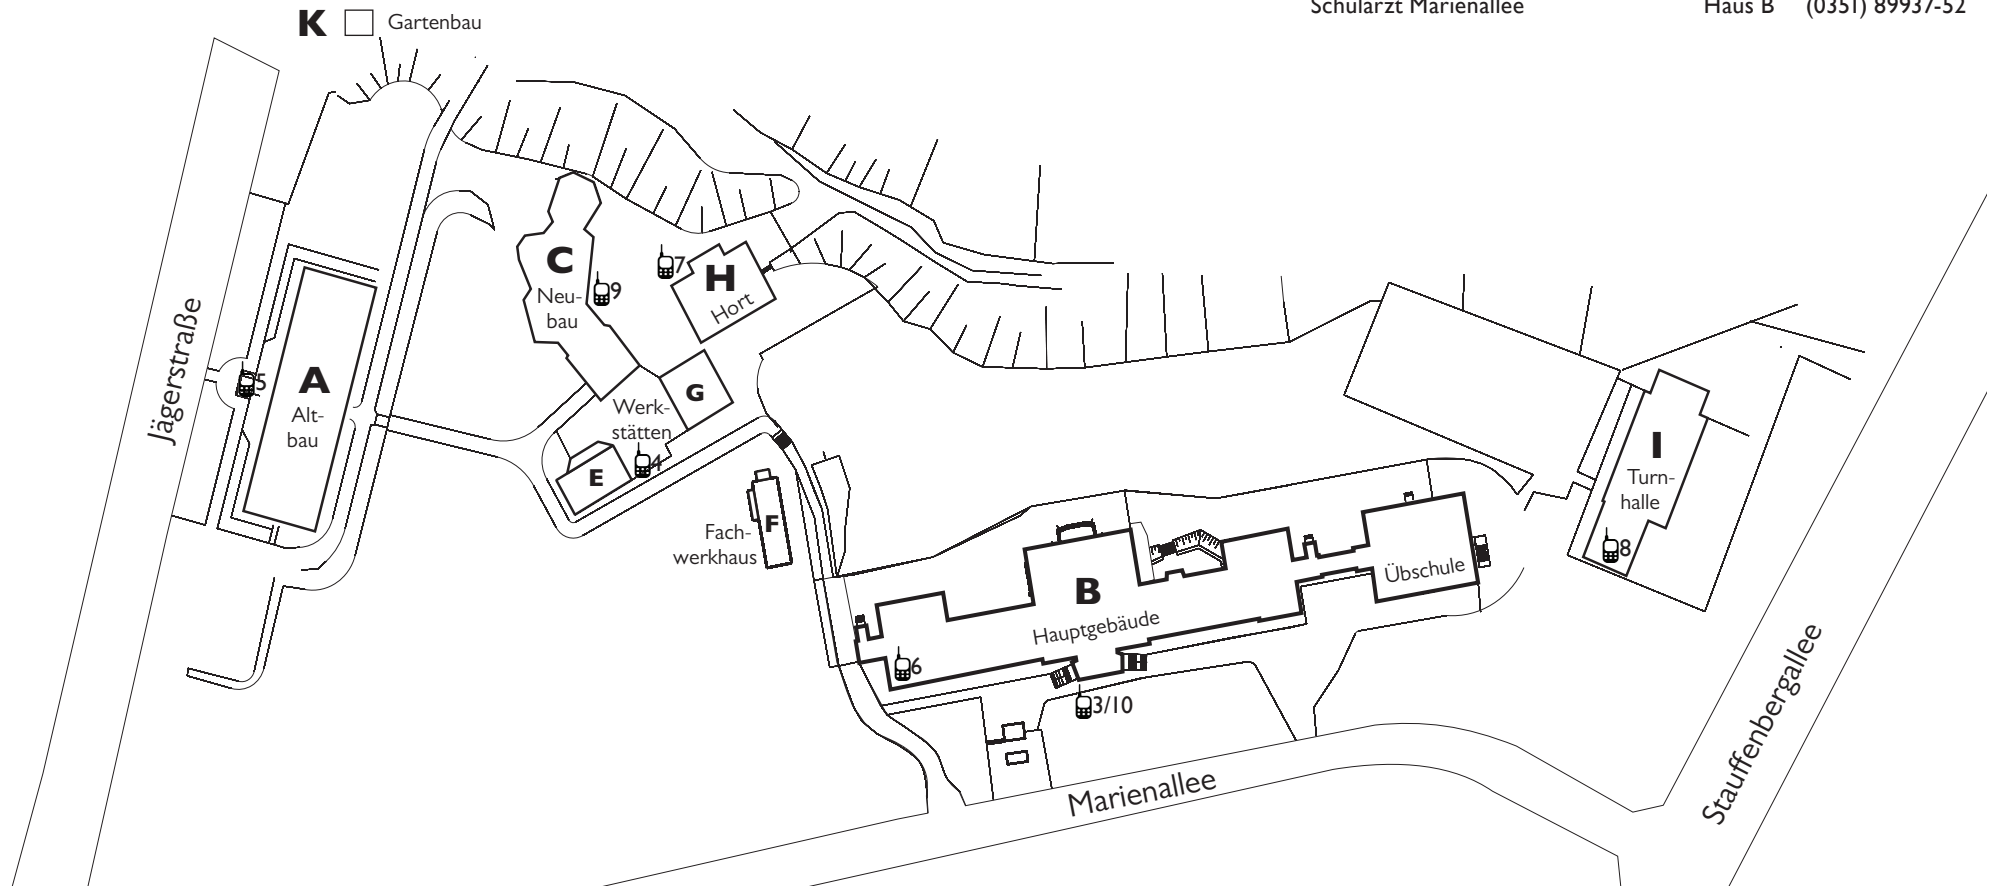 Schularzt Marienallee Haus B (0351) 89937-52
K Gartenbau
C
Neu-
bau
9
7
H
Hort
Jägerstraße
5
A
Alt-
bau
G
Werk-
stätten
4
E
F
Fach-
werkhaus
I
Turn-
halle
8
Übschule
B
Hauptgebäude
6
3/10
Marienallee
Stauffenbergallee